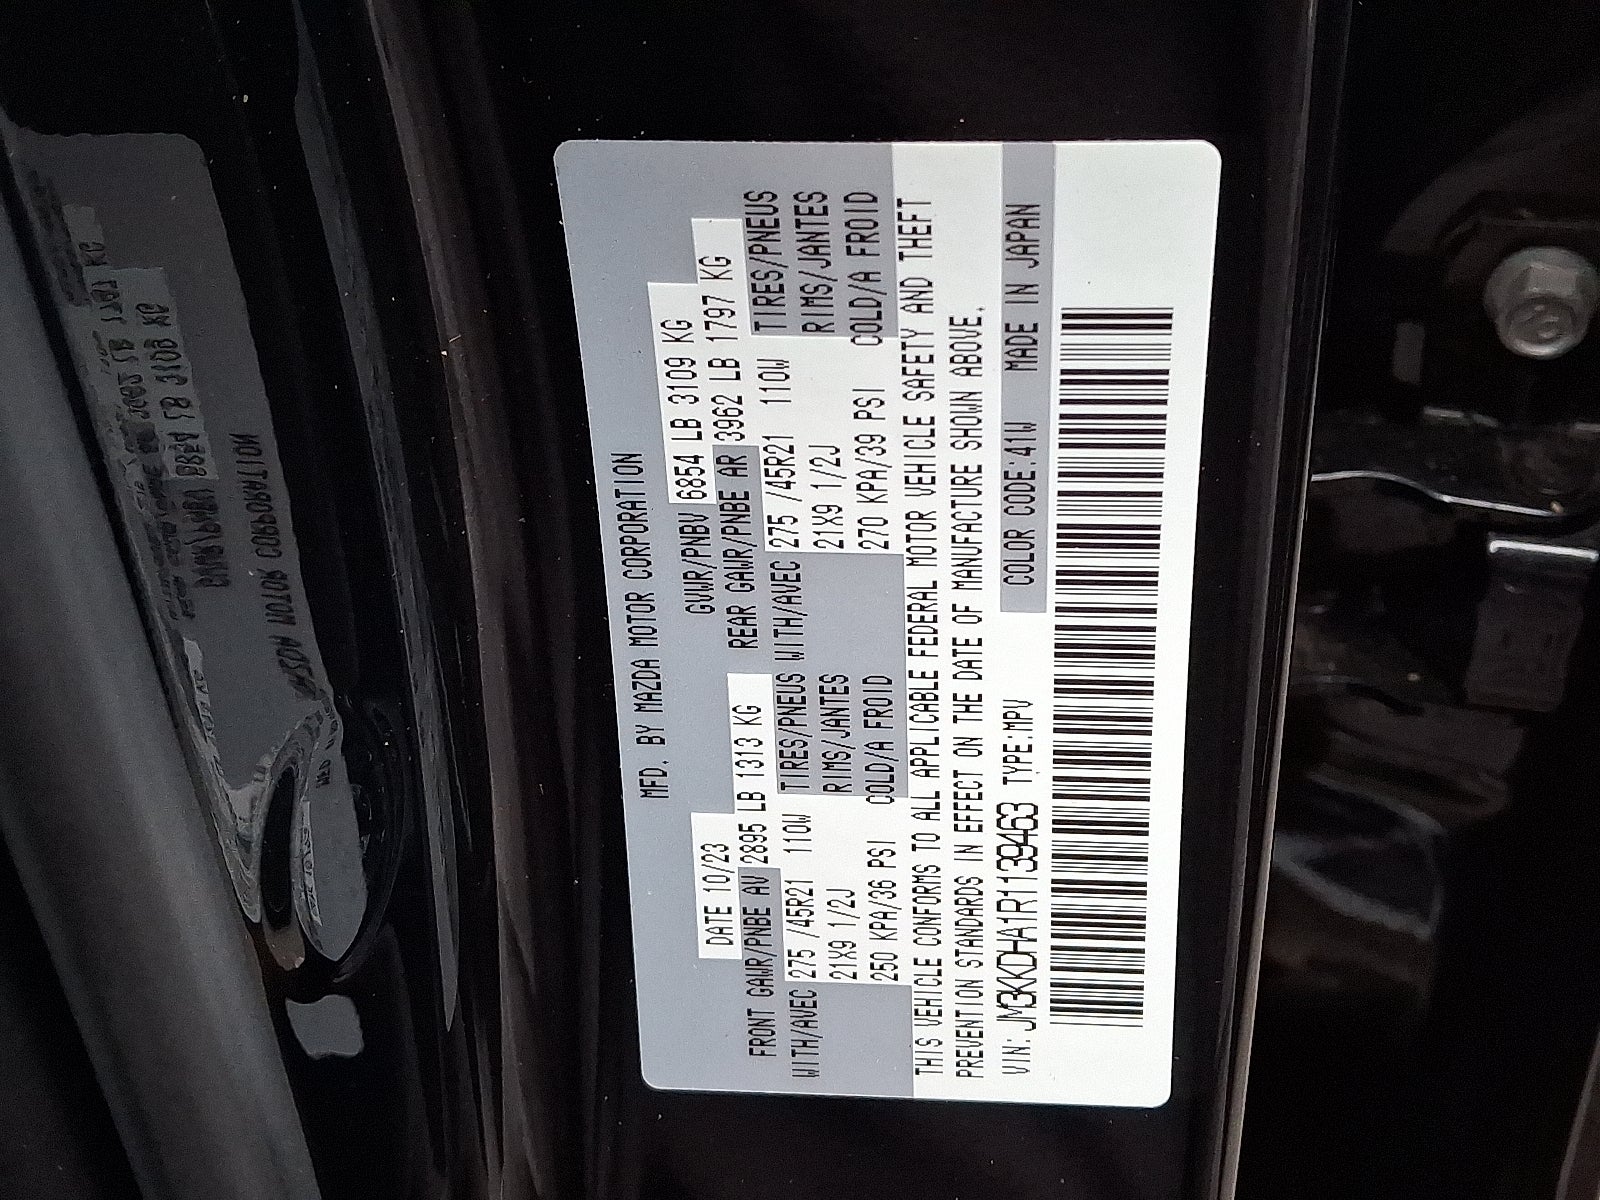 MFD. BY MAZDA MOTOR CORPORATION
DATE 10/23 GVWR/PNBV 6854 LB 3109 KG
FRONT GAWR/PNBE AV 2895 LB 1313 KG REAR GAWR/PNBE AR 3962 LB 1797 KG
WITH/AVEC 275 /45R21 110W TIRES/PNEUS WITH/AVEC 275 /45R21 110W TIRES/PNEUS
21X9 1/2J RIMS/JANTES 21X9 1/2J RIMS/JANTES
250 KPA/36 PSI COLD/A FROID 270 KPA/39 PSI COLD/A FROID
THIS VEHICLE CONFORMS TO ALL APPLICABLE FEDERAL MOTOR VEHICLE SAFETY AND THEFT
PREVENTION STANDARDS IN EFFECT ON THE DATE OF MANUFACTURE SHOWN ABOVE.
VIN: JM3KKDHA1R1139463 TYPE:MPV COLOR CODE:41W MADE IN JAPAN